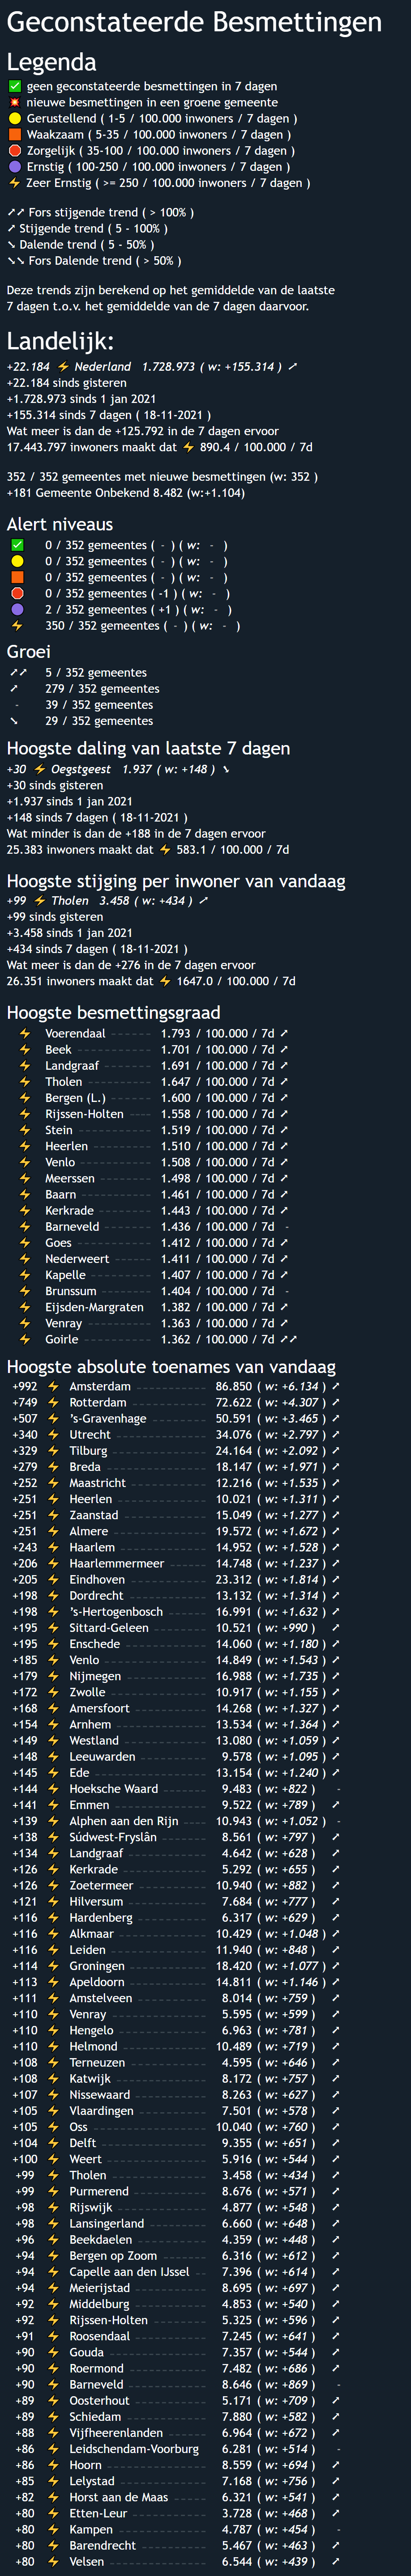 Geconstateerde Besmettingen
Legenda
✅ geen geconstateerde besmettingen in 7 dagen
💥 nieuwe besmettingen in een groene gemeente
🟡 Gerustellend ( 1-5 / 100.000 inwoners / 7 dagen )
🟧 Waakzaam ( 5-35 / 100.000 inwoners / 7 dagen )
🛑 Zorgelijk ( 35-100 / 100.000 inwoners / 7 dagen )
🟣 Ernstig ( 100-250 / 100.000 inwoners / 7 dagen )
⚡ Zeer Ernstig ( >= 250 / 100.000 inwoners / 7 dagen )
➚➚ Fors stijgende trend ( > 100% )
➚ Stijgende trend ( 5 - 100% )
➘ Dalende trend ( 5 - 50% )
➘➘ Fors Dalende trend ( > 50% )
Deze trends zijn berekend op het gemiddelde van de laatste
7 dagen t.o.v. het gemiddelde van de 7 dagen daarvoor.
Landelijk:
+22.184 ⚡ Nederland 1.728.973 ( w: +155.314 ) ➚
+22.184 sinds gisteren
+1.728.973 sinds 1 jan 2021
+155.314 sinds 7 dagen ( 18-11-2021 )
Wat meer is dan de +125.792 in de 7 dagen ervoor
17.443.797 inwoners maakt dat ⚡ 890.4 / 100.000 / 7d
352 / 352 gemeentes met nieuwe besmettingen (w: 352 )
+181 Gemeente Onbekend 8.482 (w:+1.104)
Alert niveaus
✅ 0 / 352 gemeentes ( - ) ( w: - )
🟡 0 / 352 gemeentes ( - ) ( w: - )
🟧 0 / 352 gemeentes ( - ) ( w: - )
🛑 0 / 352 gemeentes ( -1 ) ( w: - )
🟣 2 / 352 gemeentes ( +1 ) ( w: - )
⚡ 350 / 352 gemeentes ( - ) ( w: - )
Groei
➚➚ 5 / 352 gemeentes
➚ 279 / 352 gemeentes
- 39 / 352 gemeentes
➘ 29 / 352 gemeentes
Hoogste daling van laatste 7 dagen
+30 ⚡ Oegstgeest 1.937 ( w: +148 ) ➘
+30 sinds gisteren
+1.937 sinds 1 jan 2021
+148 sinds 7 dagen ( 18-11-2021 )
Wat minder is dan de +188 in de 7 dagen ervoor
25.383 inwoners maakt dat ⚡ 583.1 / 100.000 / 7d
Hoogste stijging per inwoner van vandaag
+99 ⚡ Tholen 3.458 ( w: +434 ) ➚
+99 sinds gisteren
+3.458 sinds 1 jan 2021
+434 sinds 7 dagen ( 18-11-2021 )
Wat meer is dan de +276 in de 7 dagen ervoor
26.351 inwoners maakt dat ⚡ 1647.0 / 100.000 / 7d
Hoogste besmettingsgraad
⚡ Voerendaal ------- 1.793 / 100.000 / 7d ➚
⚡ Beek ------- 1.701 / 100.000 / 7d ➚
⚡ Landgraaf ------- 1.691 / 100.000 / 7d ➚
⚡ Tholen ------- 1.647 / 100.000 / 7d ➚
⚡ Bergen (L.) ------- 1.600 / 100.000 / 7d ➚
⚡ Rijssen-Holten ---- 1.558 / 100.000 / 7d ➚
⚡ Stein ------- 1.519 / 100.000 / 7d ➚
⚡ Heerlen ------- 1.510 / 100.000 / 7d ➚
⚡ Venlo ------- 1.508 / 100.000 / 7d ➚
⚡ Meerssen ------- 1.498 / 100.000 / 7d ➚
⚡ Baarn ------- 1.461 / 100.000 / 7d ➚
⚡ Kerkrade ------- 1.443 / 100.000 / 7d ➚
⚡ Barneveld ------- 1.436 / 100.000 / 7d -
⚡ Goes ------- 1.412 / 100.000 / 7d ➚
⚡ Nederweert ------ 1.411 / 100.000 / 7d ➚
⚡ Kapelle ------- 1.407 / 100.000 / 7d ➚
⚡ Brunssum ------- 1.404 / 100.000 / 7d -
⚡ Eijsden-Margraten 1.382 / 100.000 / 7d ➚
⚡ Venray ------- 1.363 / 100.000 / 7d ➚
⚡ Goirle ------- 1.362 / 100.000 / 7d ➚➚
Hoogste absolute toenames van vandaag
+992 ⚡ Amsterdam ------- 86.850 ( w: +6.134 ) ➚
+749 ⚡ Rotterdam ------- 72.622 ( w: +4.307 ) ➚
+507 ⚡ 's-Gravenhage ------- 50.591 ( w: +3.465 ) ➚
+340 ⚡ Utrecht ------- 34.076 ( w: +2.797 ) ➚
+329 ⚡ Tilburg ------- 24.164 ( w: +2.092 ) ➚
+279 ⚡ Breda ------- 18.147 ( w: +1.971 ) ➚
+252 ⚡ Maastricht ------- 12.216 ( w: +1.535 ) ➚
+251 ⚡ Heerlen ------- 10.021 ( w: +1.311 ) ➚
+251 ⚡ Zaanstad ------- 15.049 ( w: +1.277 ) ➚
+251 ⚡ Almere ------- 19.572 ( w: +1.672 ) ➚
+243 ⚡ Haarlem ------- 14.952 ( w: +1.528 ) ➚
+206 ⚡ Haarlemmermeer ------ 14.748 ( w: +1.237 ) ➚
+205 ⚡ Eindhoven ------- 23.312 ( w: +1.814 ) ➚
+198 ⚡ Dordrecht ------- 13.132 ( w: +1.314 ) ➚
+198 ⚡ 's-Hertogenbosch ------- 16.991 ( w: +1.632 ) ➚
+195 ⚡ Sittard-Geleen ------- 10.521 ( w: +990 ) ➚
+195 ⚡ Enschede ------- 14.060 ( w: +1.180 ) ➚
+185 ⚡ Venlo ------- 14.849 ( w: +1.543 ) ➚
+179 ⚡ Nijmegen ------- 16.988 ( w: +1.735 ) ➚
+172 ⚡ Zwolle ------- 10.917 ( w: +1.155 ) ➚
+168 ⚡ Amersfoort ------- 14.268 ( w: +1.327 ) ➚
+154 ⚡ Arnhem ------- 13.534 ( w: +1.364 ) ➚
+149 ⚡ Westland ------- 13.080 ( w: +1.059 ) ➚
+148 ⚡ Leeuwarden ------- 9.578 ( w: +1.095 ) ➚
+145 ⚡ Ede ------- 13.154 ( w: +1.240 ) ➚
+144 ⚡ Hoeksche Waard ------- 9.483 ( w: +822 ) -
+141 ⚡ Emmen ------- 9.522 ( w: +789 ) ➚
+139 ⚡ Alphen aan den Rijn ---- 10.943 ( w: +1.052 ) -
+138 ⚡ Súdwest-Fryslân ------- 8.561 ( w: +797 ) ➚
+134 ⚡ Landgraaf ------- 4.642 ( w: +628 ) ➚
+126 ⚡ Kerkrade ------- 5.292 ( w: +655 ) ➚
+126 ⚡ Zoetermeer ------- 10.940 ( w: +882 ) ➚
+121 ⚡ Hilversum ------- 7.684 ( w: +777 ) ➚
+116 ⚡ Hardenberg ------- 6.317 ( w: +629 ) ➚
+116 ⚡ Alkmaar ------- 10.429 ( w: +1.048 ) ➚
+116 ⚡ Leiden ------- 11.940 ( w: +848 ) ➚
+114 ⚡ Groningen ------- 18.420 ( w: +1.077 ) ➚
+113 ⚡ Apeldoorn ------- 14.811 ( w: +1.146 ) ➚
+111 ⚡ Amstelveen ------- 8.014 ( w: +759 ) ➚
+110 ⚡ Venray ------- 5.595 ( w: +599 ) ➚
+110 ⚡ Hengelo ------- 6.963 ( w: +781 ) ➚
+110 ⚡ Helmond ------- 10.489 ( w: +719 ) ➚
+108 ⚡ Terneuzen ------- 4.595 ( w: +646 ) ➚
+108 ⚡ Katwijk ------- 8.172 ( w: +757 ) ➚
+107 ⚡ Nissewaard ------- 8.263 ( w: +627 ) ➚
+105 ⚡ Vlaardingen ------- 7.501 ( w: +578 ) ➚
+105 ⚡ Oss ------- 10.040 ( w: +760 ) ➚
+104 ⚡ Delft ------- 9.355 ( w: +651 ) ➚
+100 ⚡ Weert ------- 5.916 ( w: +544 ) ➚
+99 ⚡ Tholen ------- 3.458 ( w: +434 ) ➚
+99 ⚡ Purmerend ------- 8.676 ( w: +571 ) ➚
+98 ⚡ Rijswijk ------- 4.877 ( w: +548 ) ➚
+98 ⚡ Lansingerland ------- 6.660 ( w: +648 ) ➚
+96 ⚡ Beekdaelen ------- 4.359 ( w: +448 ) ➚
+94 ⚡ Bergen op Zoom ------- 6.316 ( w: +612 ) ➚
+94 ⚡ Capelle aan den IJssel -- 7.396 ( w: +614 ) ➚
+94 ⚡ Meierijstad ------- 8.695 ( w: +697 ) ➚
+92 ⚡ Middelburg ------- 4.853 ( w: +540 ) ➚
+92 ⚡ Rijssen-Holten ------- 5.325 ( w: +596 ) ➚
+91 ⚡ Roosendaal ------- 7.245 ( w: +641 ) ➚
+90 ⚡ Gouda ------- 7.357 ( w: +544 ) ➚
+90 ⚡ Roermond ------- 7.482 ( w: +686 ) ➚
+90 ⚡ Barneveld ------- 8.646 ( w: +869 ) -
+89 ⚡ Oosterhout ------- 5.171 ( w: +709 ) ➚
+89 ⚡ Schiedam ------- 7.880 ( w: +582 ) ➚
+88 ⚡ Vijfheerenlanden ------- 6.964 ( w: +672 ) ➚
+86 ⚡ Leidschendam-Voorburg 6.281 ( w: +514 ) -
+86 ⚡ Hoorn ------- 8.559 ( w: +694 ) ➚
+85 ⚡ Lelystad ------- 7.168 ( w: +756 ) ➚
+82 ⚡ Horst aan de Maas ------ 6.321 ( w: +541 ) ➚
+80 ⚡ Etten-Leur ------- 3.728 ( w: +468 ) ➚
+80 ⚡ Kampen ------- 4.787 ( w: +454 ) -
+80 ⚡ Barendrecht ------- 5.467 ( w: +463 ) ➚
+80 ⚡ Velsen ------- 6.544 ( w: +439 ) ➚